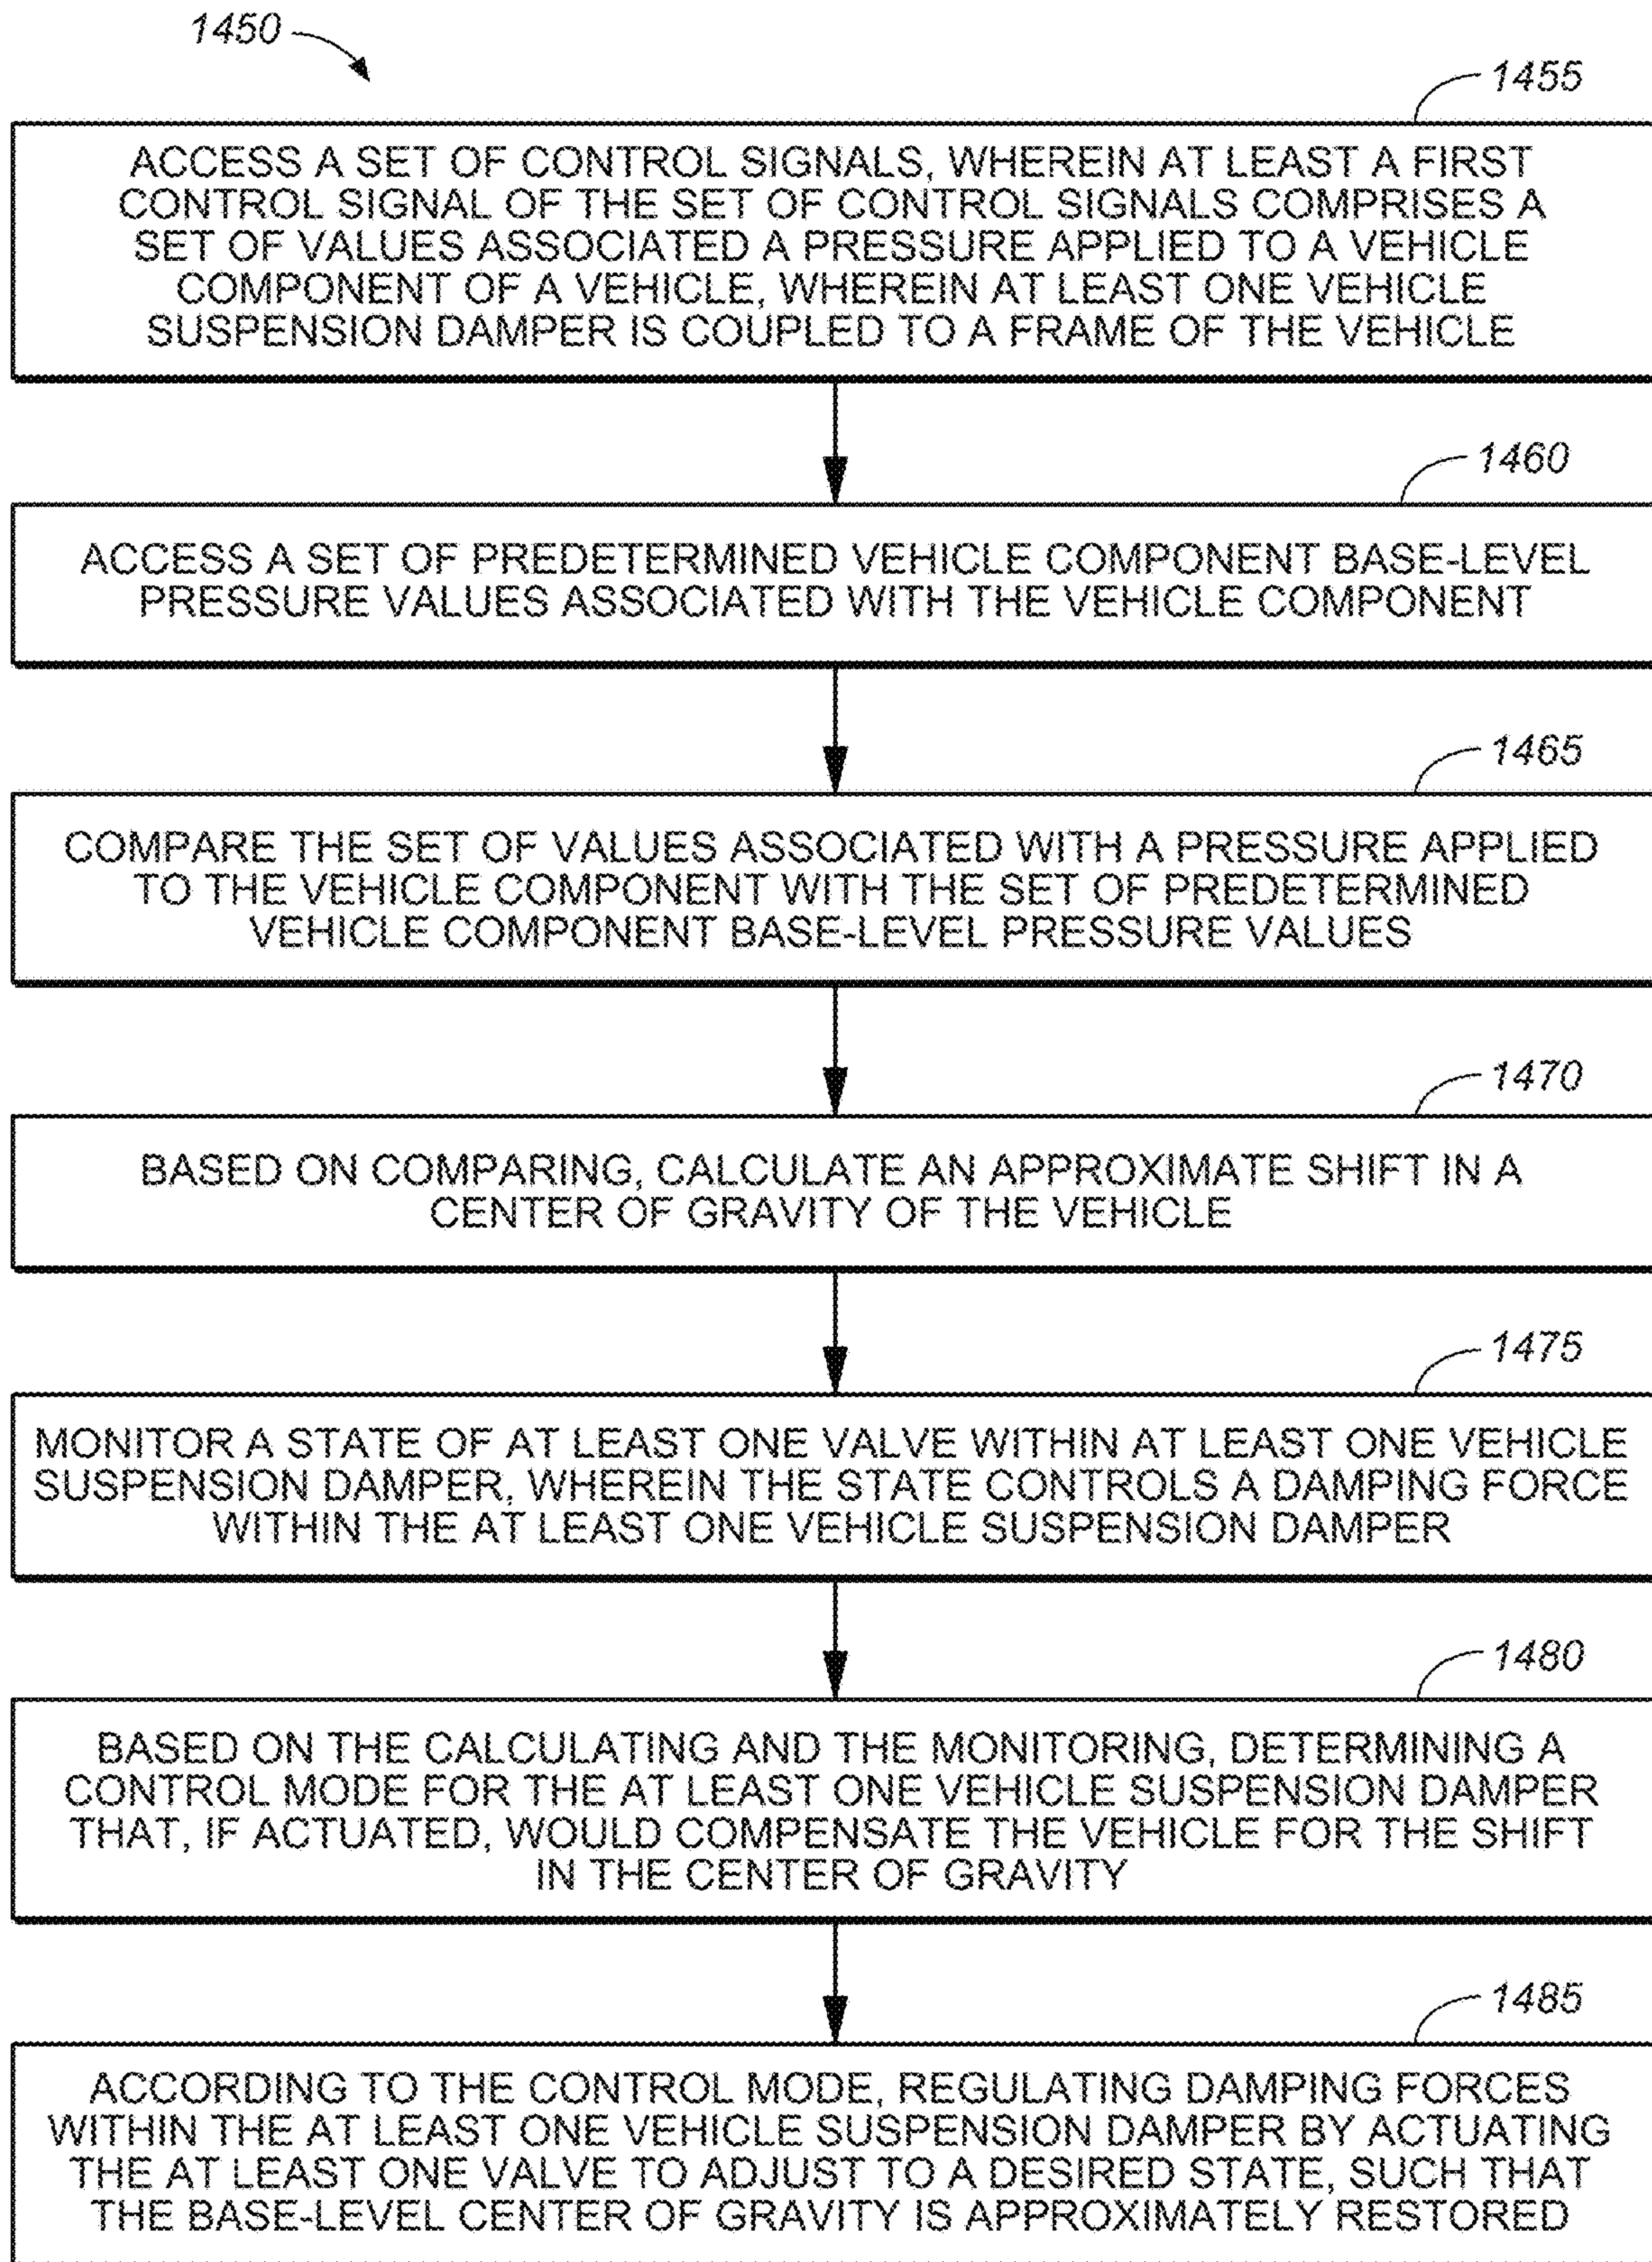 1450
1455
ACCESS A SET OF CONTROL SIGNALS, WHEREIN AT LEAST A FIRST
CONTROL SIGNAL OF THE SET OF CONTROL SIGNALS COMPRISES A
SET OF VALUES ASSOCIATED A PRESSURE APPLIED TO A VEHICLE
COMPONENT OF A VEHICLE, WHEREIN AT LEAST ONE VEHICLE
SUSPENSION DAMPER IS COUPLED TO A FRAME OF THE VEHICLE
1460
ACCESS A SET OF PREDETERMINED VEHICLE COMPONENT BASE-LEVEL
PRESSURE VALUES ASSOCIATED WITH THE VEHICLE COMPONENT
1465
COMPARE THE SET OF VALUES ASSOCIATED WITH A PRESSURE APPLIED
TO THE VEHICLE COMPONENT WITH THE SET OF PREDETERMINED
VEHICLE COMPONENT BASE-LEVEL PRESSURE VALUES
1470
BASED ON COMPARING, CALCULATE AN APPROXIMATE SHIFT IN A
CENTER OF GRAVITY OF THE VEHICLE
1475
MONITOR A STATE OF AT LEAST ONE VALVE WITHIN AT LEAST ONE VEHICLE
SUSPENSION DAMPER, WHEREIN THE STATE CONTROLS A DAMPING FORCE
WITHIN THE AT LEAST ONE VEHICLE SUSPENSION DAMPER
1480
BASED ON THE CALCULATING AND THE MONITORING, DETERMINING A
CONTROL MODE FOR THE AT LEAST ONE VEHICLE SUSPENSION DAMPER
THAT, IF ACTUATED, WOULD COMPENSATE THE VEHICLE FOR THE SHIFT
IN THE CENTER OF GRAVITY
1485
ACCORDING TO THE CONTROL MODE, REGULATING DAMPING FORCES
WITHIN THE AT LEAST ONE VEHICLE SUSPENSION DAMPER BY ACTUATING
THE AT LEAST ONE VALVE TO ADJUST TO A DESIRED STATE, SUCH THAT
THE BASE-LEVEL CENTER OF GRAVITY IS APPROXIMATELY RESTORED